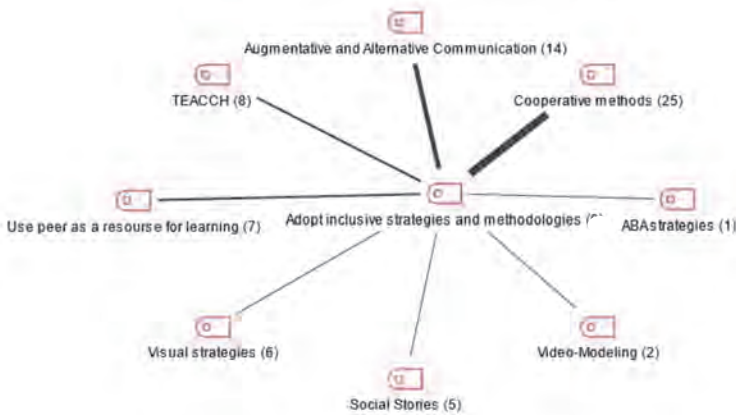 Augmentative and Alternative Communication (14)
TEACCH (8)
Cooperative methods (25)
Use peer as a resourse for learning (7)
Adopt inclusive strategies and methodologies
ABAstrategies (1)
Visual strategies (6)
Video-Modeling (2)
Social Stories (5)